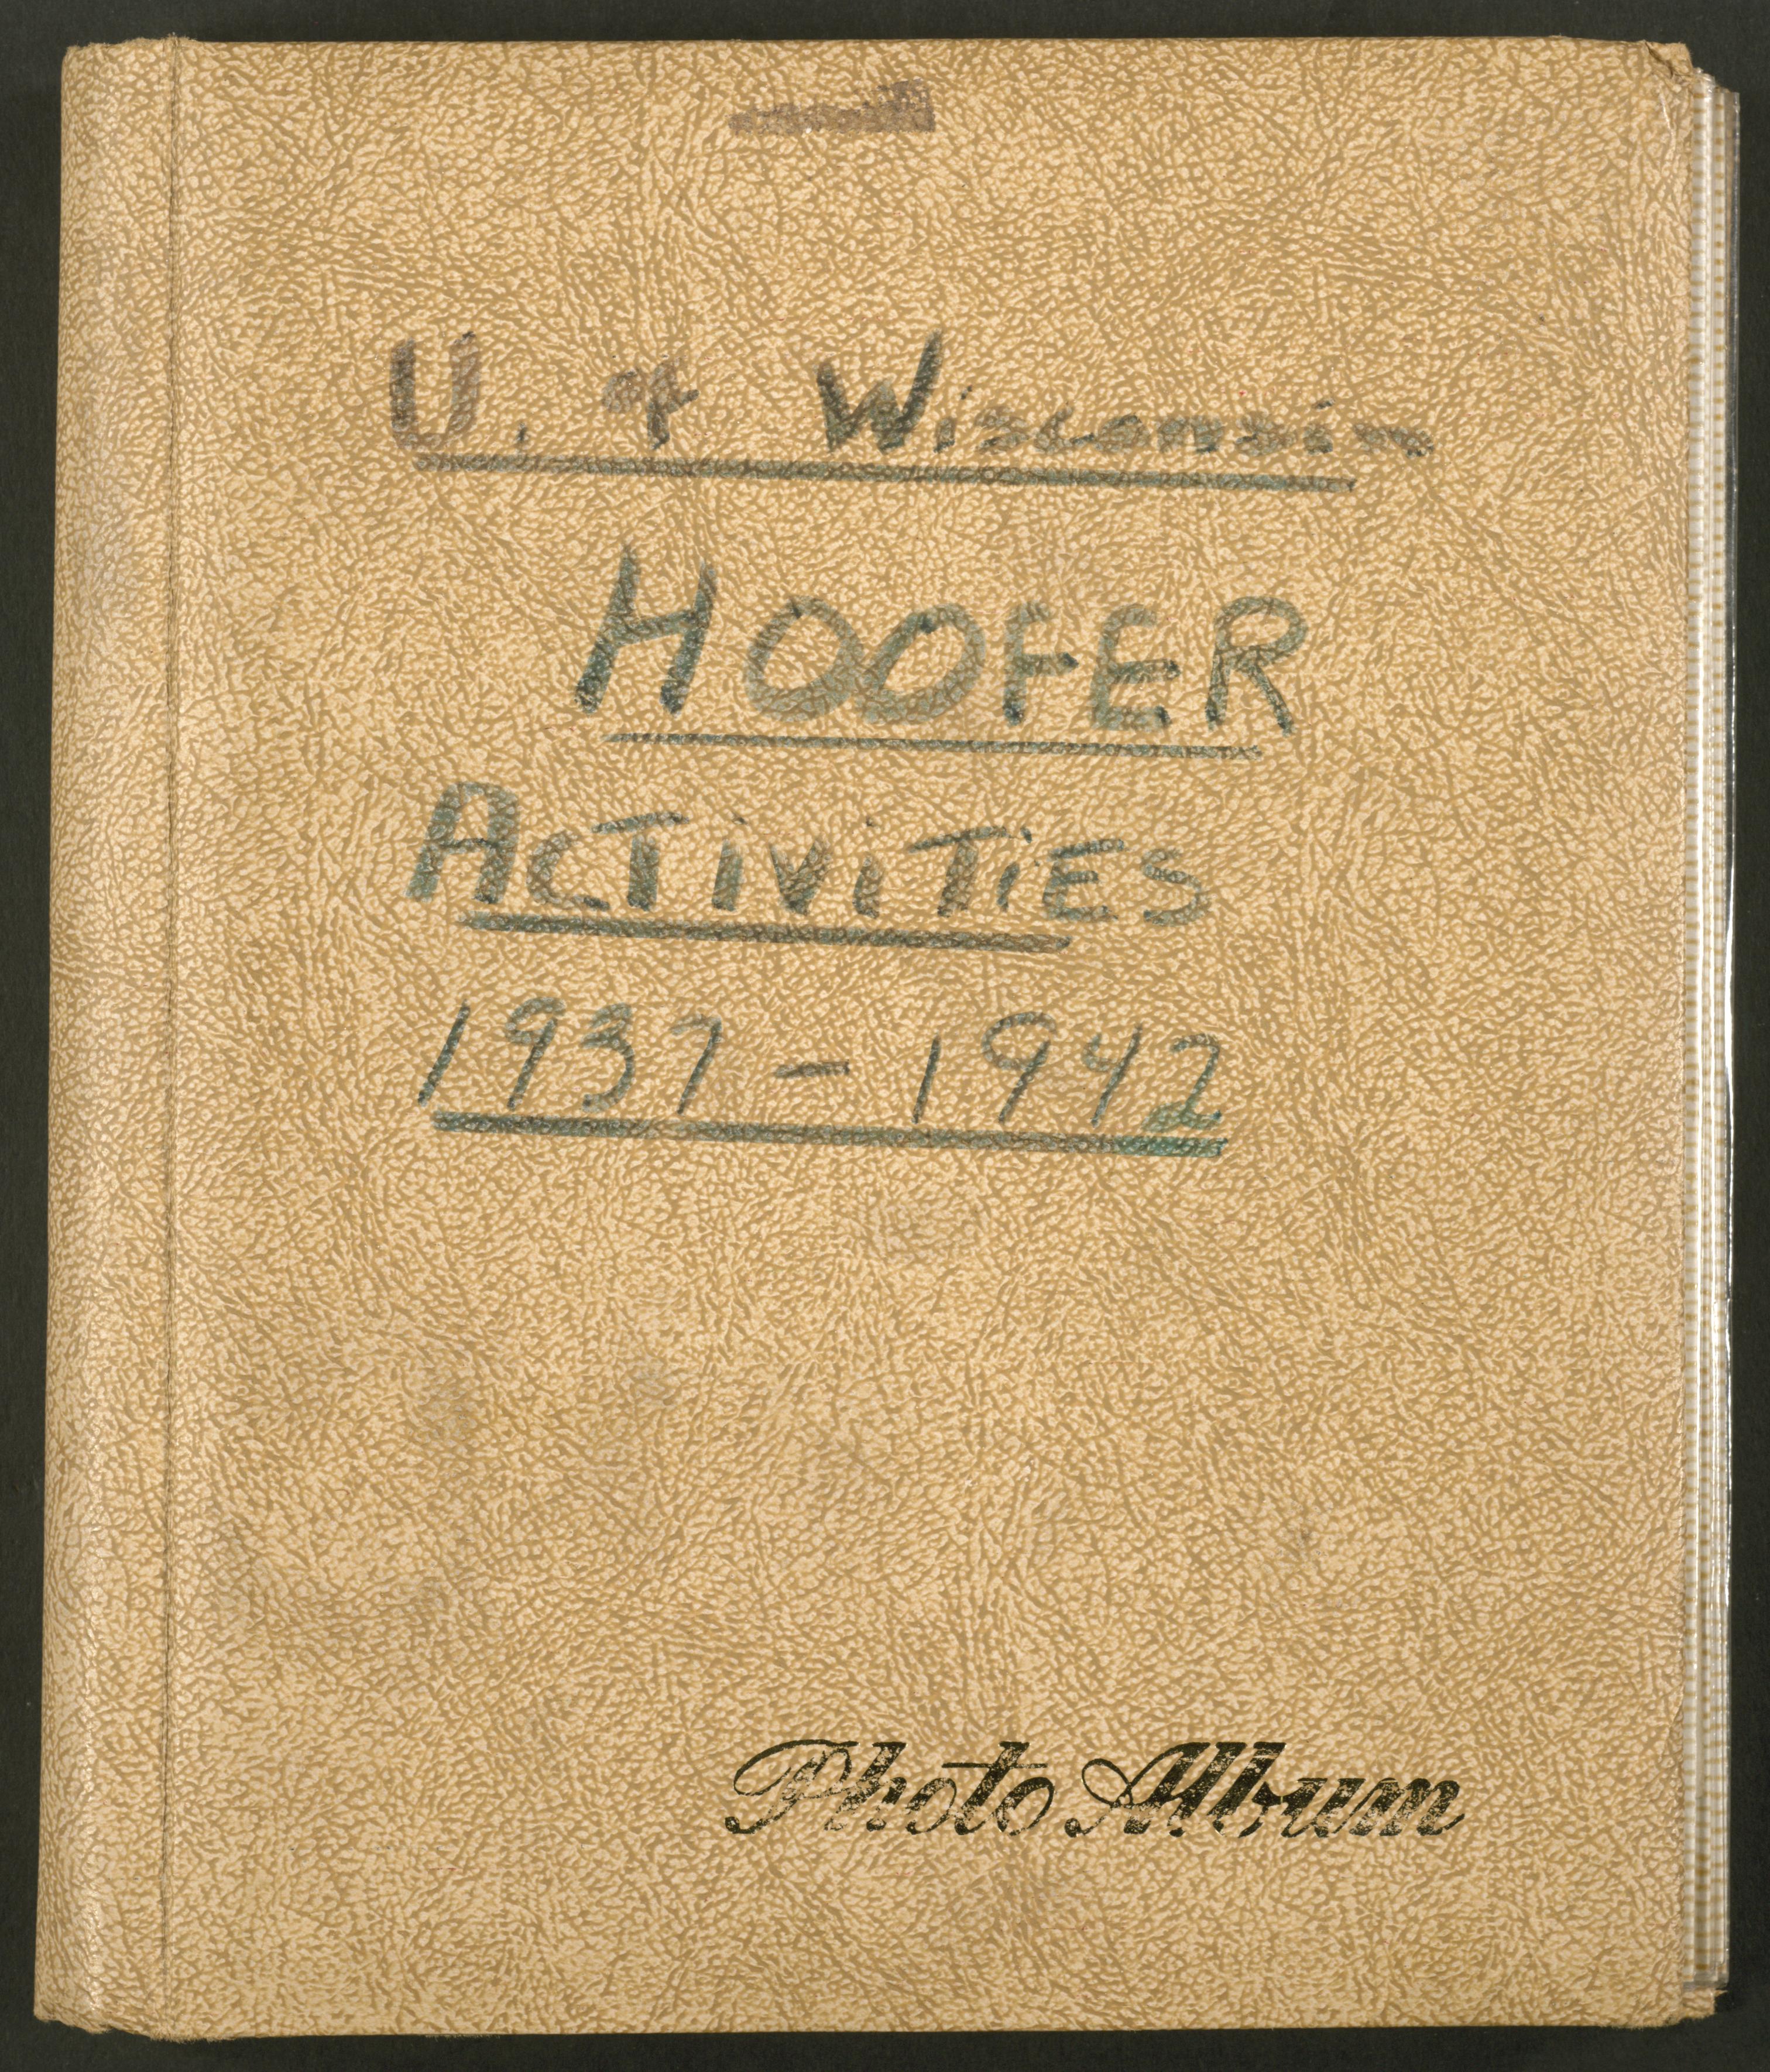 U. of Wisconsin
HOOFER
ACTiViTiES
1937 - 1942
Photo Album